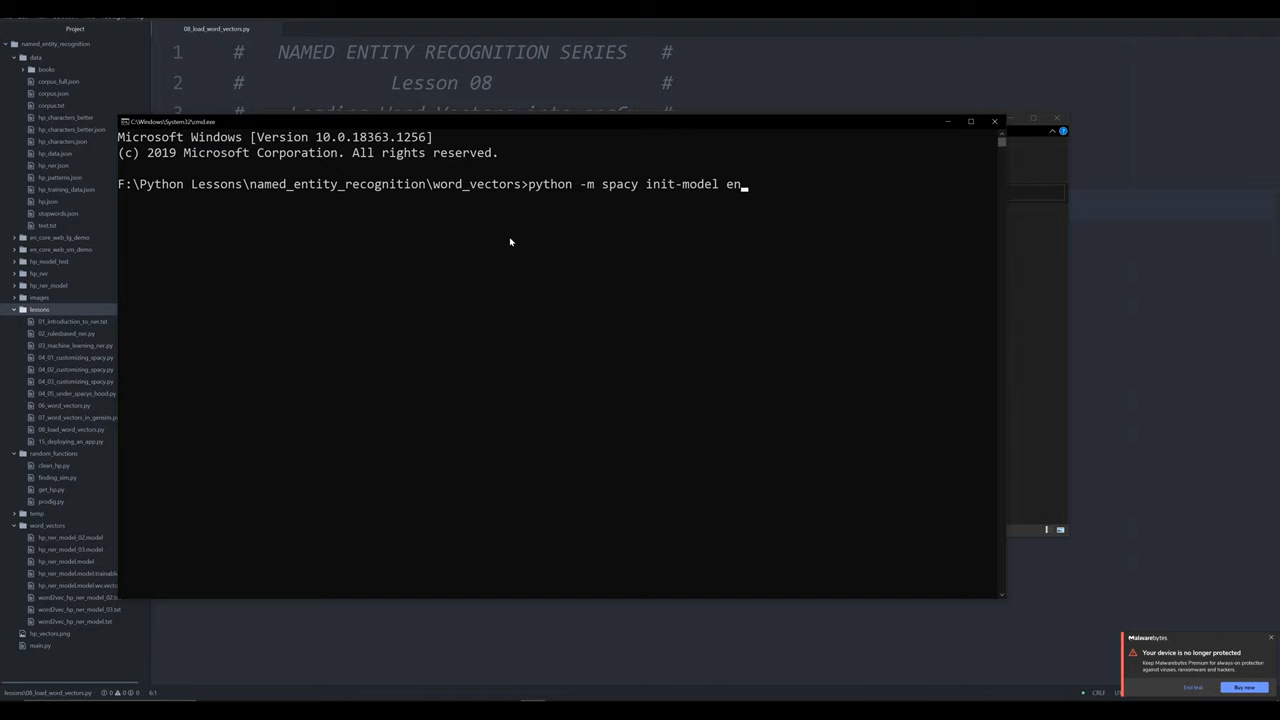 Project
named_entity_recognition
data
books
corpus_full.json
corpus.json
corpus.txt
hp_characters_better
hp_characters_better.json
hp_characters.json
hp_data.json
hp_ner.json
hp_patterns.json
hp_training_data.json
hp.json
stopwords.json
test.txt
en_core_web_lg_demo
en_core_web_sm_demo
hp_model_test
hp_ner
hp_ner_model
images
lessons
01_introduction_to_ner.txt
02_rulesbased_ner.py
03_machine_learning_ner.py
04_01_customizing_spacy.py
04_02_customizing_spacy.py
04_03_customizing_spacy.py
04_05_under_spacys_hood.py
06_word_vectors.py
07_word_vectors_in_gensim.py
08_load_word_vectors.py
15_deploying_an_app.py
random_functions
clean_hp.py
finding_sim.py
get_hp.py
prodig.py
temp
word_vectors
hp_ner_model_02.model
hp_ner_model_03.model
hp_ner_model.model
hp_ner_model.model.trainable
hp_ner_model.model.wv.vecto
word2vec_hp_ner_model_02.t
word2vec_hp_ner_model_03.txt
word2vec_hp_ner_model.txt
hp_vectors.png
main.py
08_load_word_vectors.py
1 # NAMED ENTITY RECOGNITION SERIES #
2 # Lesson 08 #
3 # Loading Word Vectors into spaCy #
C:\Windows\System32\cmd.exe
Microsoft Windows [Version 10.0.18363.1256]
(c) 2019 Microsoft Corporation. All rights reserved.
F:\Python Lessons\named_entity_recognition\word_vectors>python -m spacy init-model en
Malwarebytes
Your device is no longer protected
Keep Malwarebytes Premium for always-on protection
against viruses, ransomware and hackers.
End trial
Buy now
lessons\08_load_word_vectors.py 0 0 0 6:1
CRLF